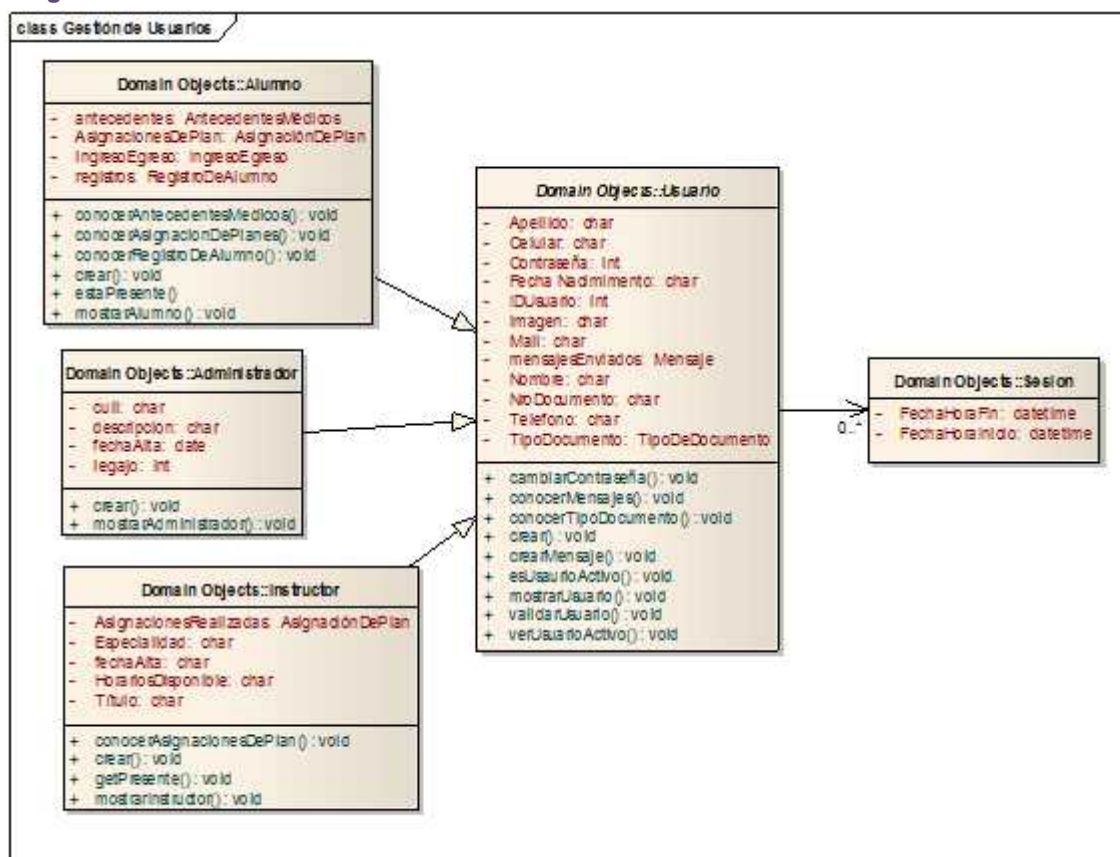 class Gestión de Usuarios
Domain Objects::Alumno
- antecedentes: AntecedentesMédicos
- AsignacionesDePlan: AsignaciónDePlan
- IngresoEgreso: IngresoEgreso
- registros: RegistroDeAlumno
+ conocerAntecedentesMedicos(): void
+ conocerAsignacionDePlanes(): void
+ conocerRegistroDeAlumno(): void
+ crear(): void
+ estaPresente()
+ mostrarAlumno(): void
Domain Objects::Administrador
- cuil: char
- descripcion: char
- fechaAlta: date
- legajo: int
+ crear(): void
+ mostrarAdministrador(): void
Domain Objects::Instructor
- AsignacionesRealizadas: AsignaciónDePlan
- Especialidad: char
- fechaAlta: char
- HorariosDisponible: char
- Título: char
+ conocerAsignacionesDePlan(): void
+ crear(): void
+ getPresente(): void
+ mostrarInstructor(): void
Domain Objects::Usuario
- Apellido: char
- Celular: char
- Contraseña: int
- Fecha Nacimimento: char
- IDUsuario: int
- Imagen: char
- Mail: char
- mensajesEnviados: Mensaje
- Nombre: char
- NroDocumento: char
- Telefono: char
- TipoDocumento: TipoDeDocumento
+ cambiarContraseña(): void
+ conocerMensajes(): void
+ conocerTipoDocumento(): void
+ crear(): void
+ crearMensaje(): void
+ esUsaurioActivo(): void
+ mostrarUsuario(): void
+ validarUsuario(): void
+ verUsuarioActivo(): void
0..*
Domain Objects::Sesion
- FechaHoraFin: datetime
- FechaHoraInicio: datetime